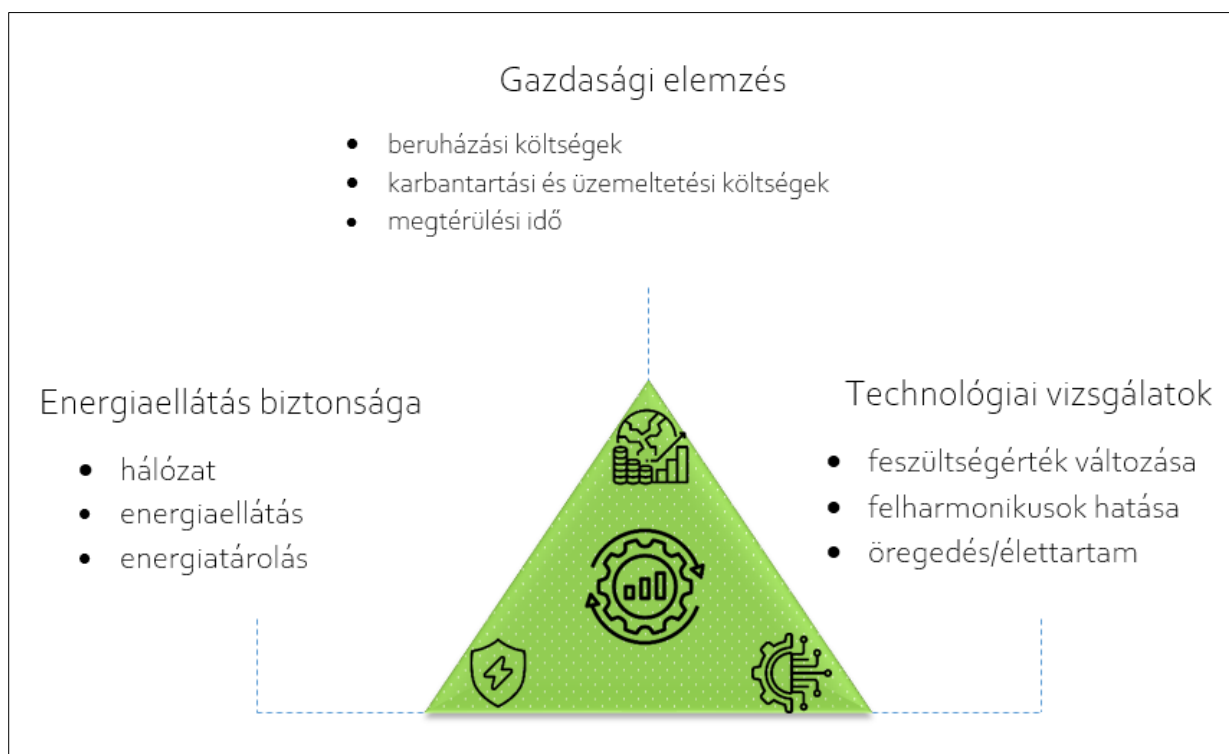 Gazdasági elemzés
• beruházási költségek
• karbantartási és üzemeltetési költségek
• megtérülési idő
Energiaellátás biztonsága
• hálózat
• energiaellátás
• energiatárolás
Technológiai vizsgálatok
• feszültségérték változása
• felharmonikusok hatása
• öregedés/élettartam